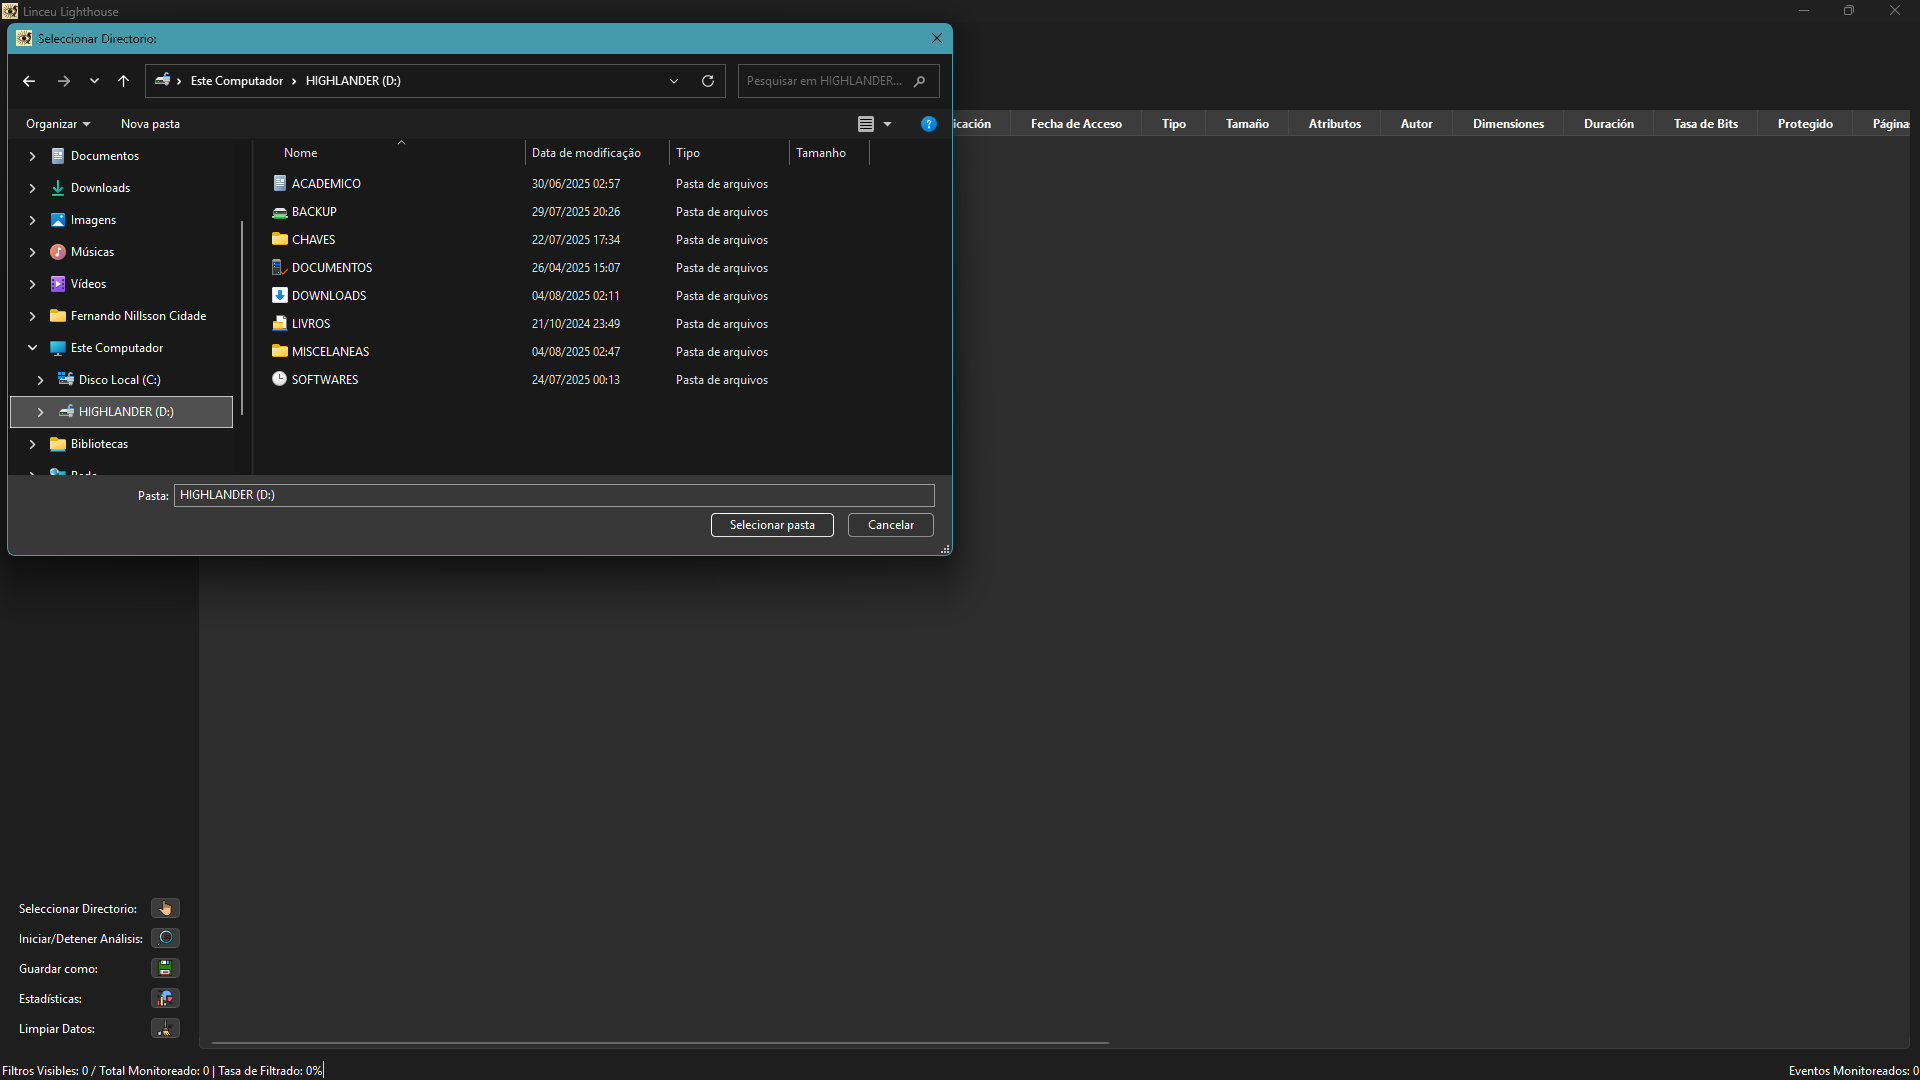 Linceu Lighthouse
Seleccionar Directorio:
Este Computador
HIGHLANDER (D:)
Pesquisar em HIGHLANDER...
Organizar
Nova pasta
Documentos
Downloads
Imagens
Músicas
Vídeos
Fernando Nillsson Cidade
Este Computador
Disco Local (C:)
HIGHLANDER (D:)
Bibliotecas
Nome Data de modificação Tipo Tamanho
ACADEMICO 30/06/2025 02:57 Pasta de arquivos
BACKUP 29/07/2025 20:26 Pasta de arquivos
CHAVES 22/07/2025 17:34 Pasta de arquivos
DOCUMENTOS 26/04/2025 15:07 Pasta de arquivos
DOWNLOADS 04/08/2025 02:11 Pasta de arquivos
LIVROS 21/10/2024 23:49 Pasta de arquivos
MISCELANEAS 04/08/2025 02:47 Pasta de arquivos
SOFTWARES 24/07/2025 00:13 Pasta de arquivos
Pasta: HIGHLANDER (D:)
Selecionar pasta Cancelar
icación Fecha de Acceso Tipo Tamaño Atributos Autor Dimensiones Duración Tasa de Bits Protegido Página
Seleccionar Directorio:
Iniciar/Detener Análisis:
Guardar como:
Estadísticas:
Limpiar Datos:
Filtros Visibles: 0 / Total Monitoreado: 0 | Tasa de Filtrado: 0%
Eventos Monitoreados: 0